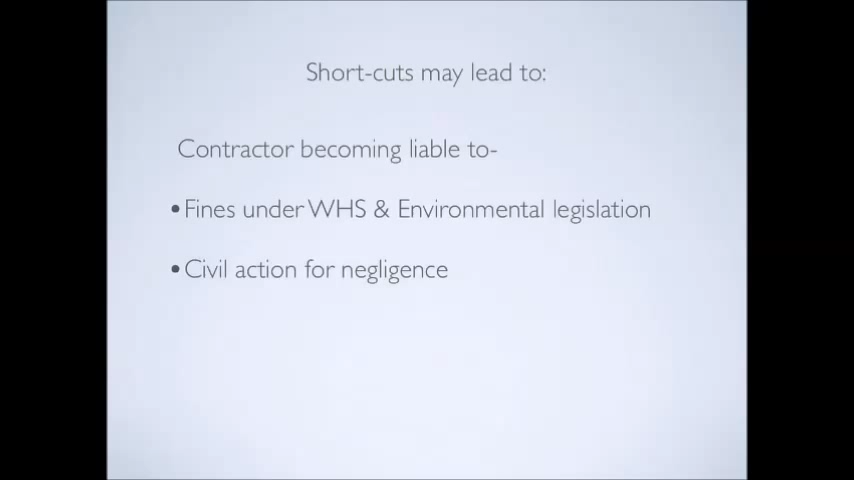 Short-cuts may lead to:
Contractor becoming liable to-
•Fines under WHS & Environmental legislation
•Civil action for negligence